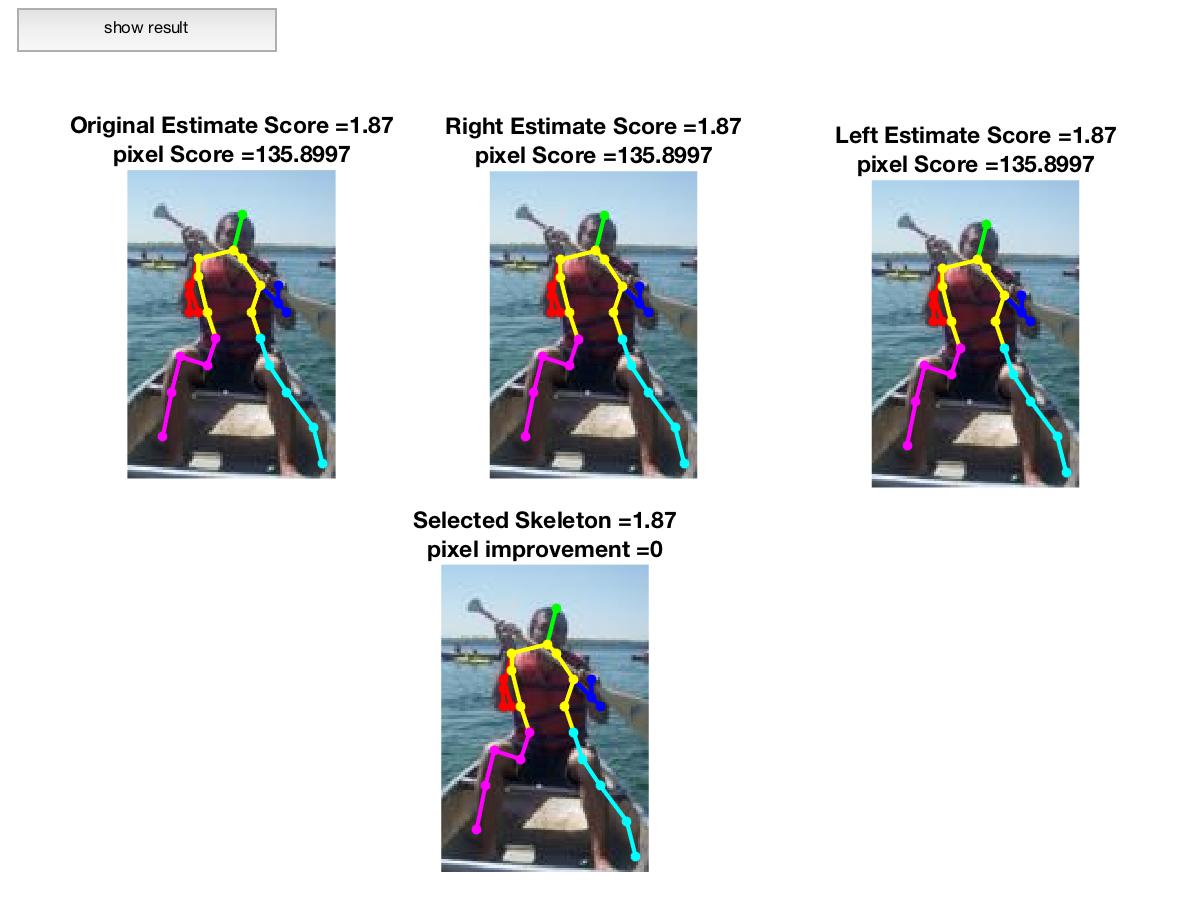 show result
Original Estimate Score =1.87
pixel Score =135.8997
Right Estimate Score =1.87
pixel Score =135.8997
Left Estimate Score =1.87
pixel Score =135.8997
Selected Skeleton =1.87
pixel improvement =0